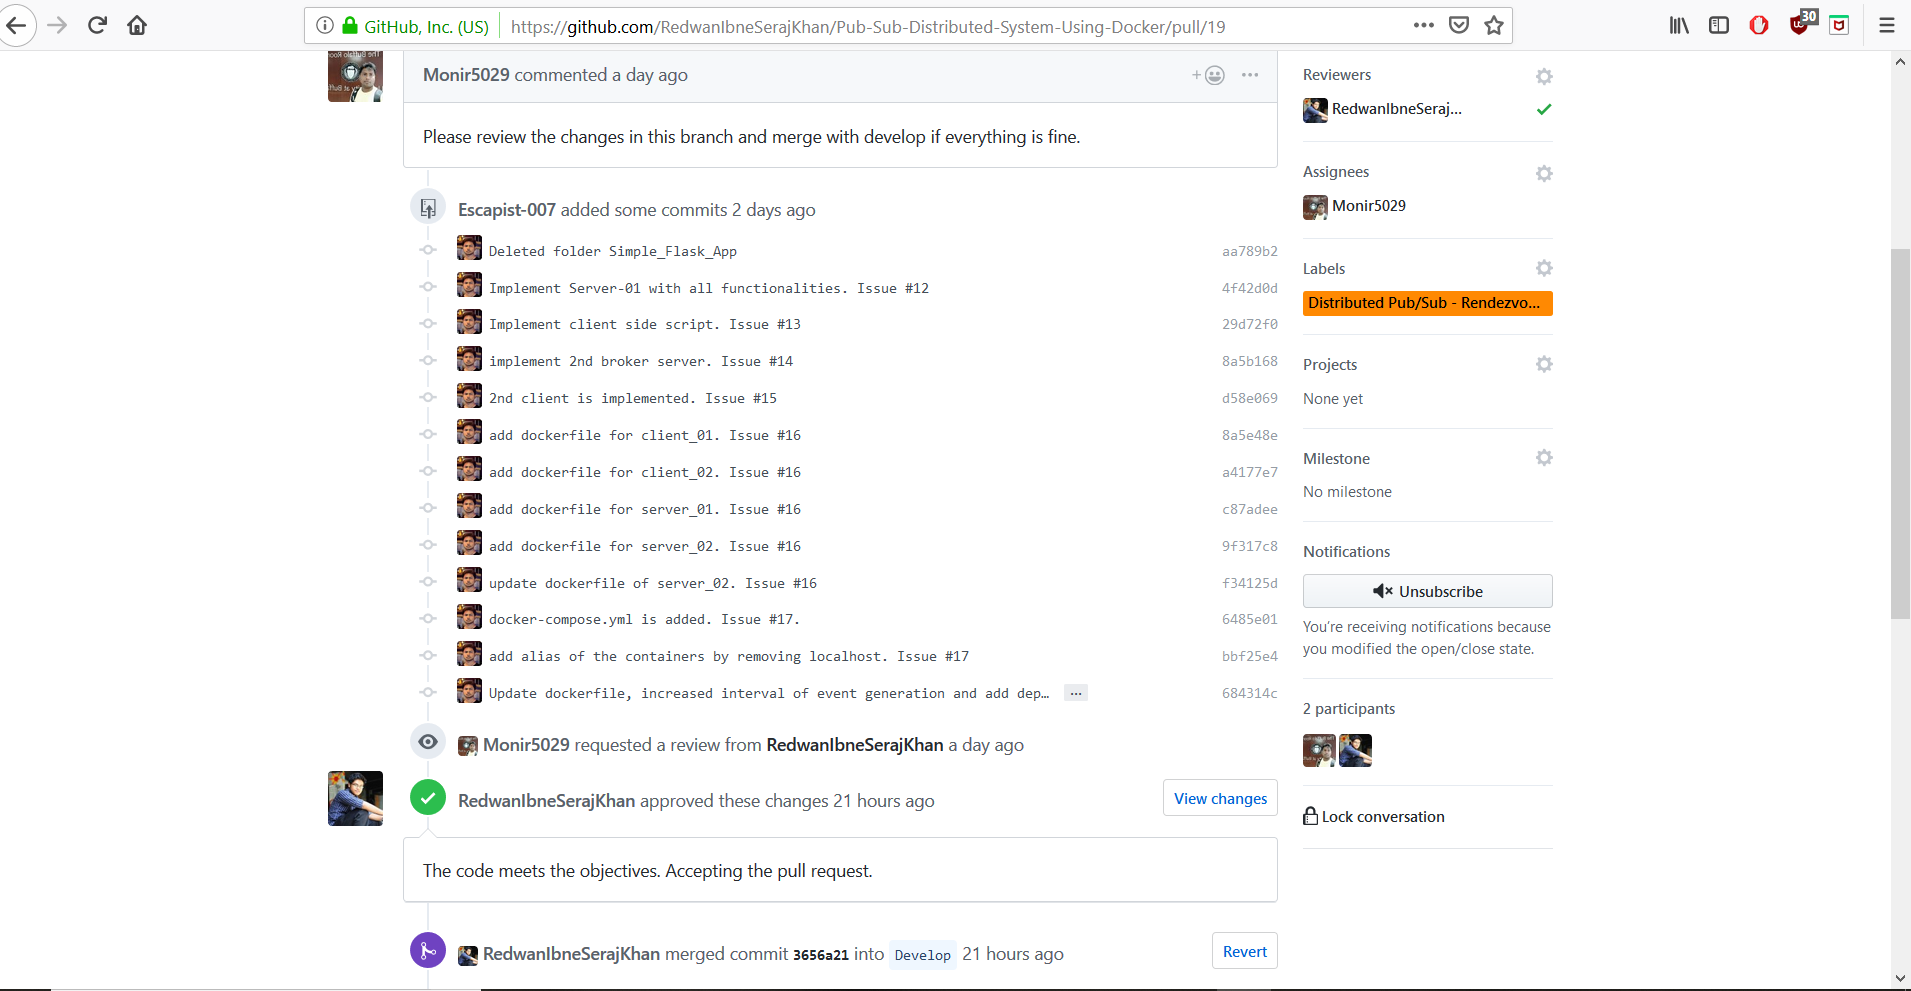 GitHub, Inc. (US) https://github.com/RedwanIbneSerajKhan/Pub-Sub-Distributed-System-Using-Docker/pull/19
30
Monir5029 commented a day ago
Please review the changes in this branch and merge with develop if everything is fine.
Escapist-007 added some commits 2 days ago
Deleted folder Simple_Flask_App aa789b2
Implement Server-01 with all functionalities. Issue #12 4f42d0d
Implement client side script. Issue #13 29d72f0
implement 2nd broker server. Issue #14 8a5b168
2nd client is implemented. Issue #15 d58e069
add dockerfile for client_01. Issue #16 8a5e48e
add dockerfile for client_02. Issue #16 a4177e7
add dockerfile for server_01. Issue #16 c87adee
add dockerfile for server_02. Issue #16 9f317c8
update dockerfile of server_02. Issue #16 f34125d
docker-compose.yml is added. Issue #17. 6485e01
add alias of the containers by removing localhost. Issue #17 bbf25e4
Update dockerfile, increased interval of event generation and add dep… … 684314c
Monir5029 requested a review from RedwanIbneSerajKhan a day ago
RedwanIbneSerajKhan approved these changes 21 hours ago View changes
The code meets the objectives. Accepting the pull request.
RedwanIbneSerajKhan merged commit 3656a21 into Develop 21 hours ago Revert
Reviewers
RedwanIbneSeraj...
Assignees
Monir5029
Labels
Distributed Pub/Sub - Rendezvo...
Projects
None yet
Milestone
No milestone
Notifications
Unsubscribe
You're receiving notifications because
you modified the open/close state.
2 participants
Lock conversation